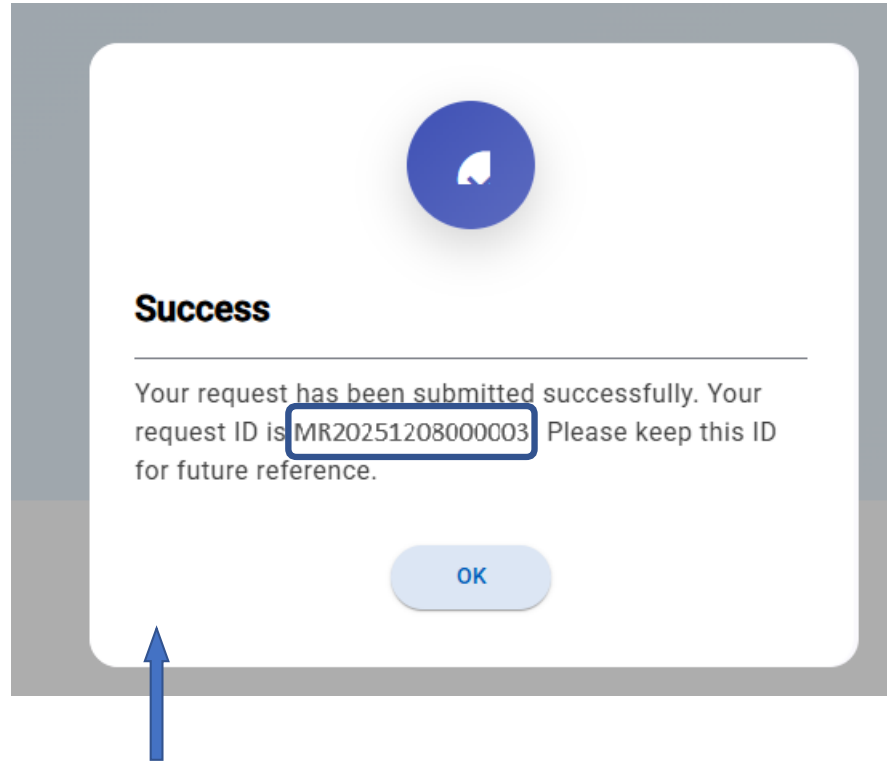 Success
Your request has been submitted successfully. Your
request ID is MR20251208000003 Please keep this ID
for future reference.
OK